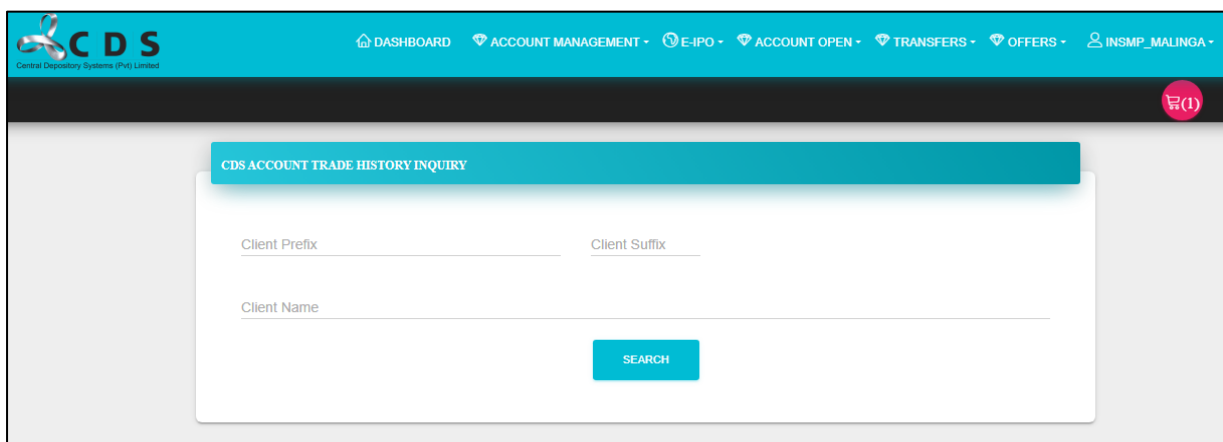 CDS
Central Depository Systems (Pvt) Limited
DASHBOARD ACCOUNT MANAGEMENT E-IPO ACCOUNT OPEN TRANSFERS OFFERS INSMP_MALINGA
(1)
CDS ACCOUNT TRADE HISTORY INQUIRY
Client Prefix Client Suffix
Client Name
SEARCH